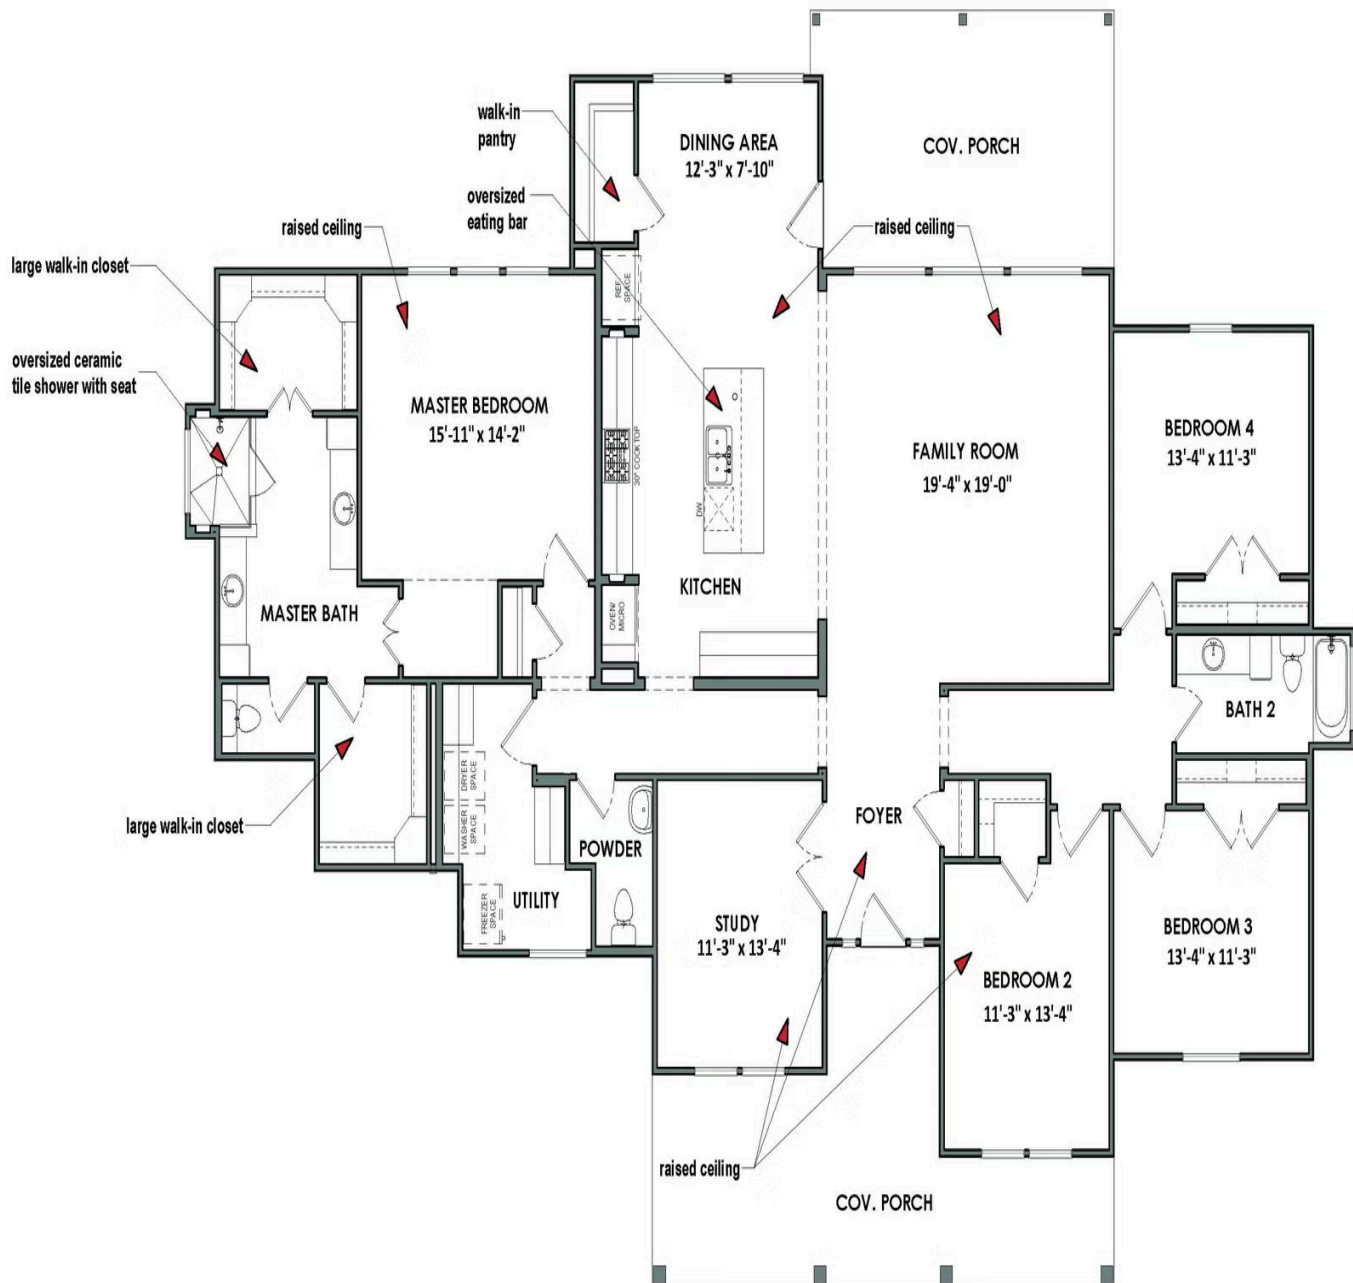 walk-in
pantry
DINING AREA
12'-3" x 7'-10"
COV. PORCH
oversized
eating bar
raised ceiling
raised ceiling
large walk-in closet
REF.
SPACE
oversized ceramic
tile shower with seat
MASTER BEDROOM
15'-11" x 14'-2"
30" COOK TOP
FAMILY ROOM
19'-4" x 19'-0"
BEDROOM 4
13'-4" x 11'-3"
DW
KITCHEN
OVEN/
MICRO
MASTER BATH
BATH 2
DRYER
SPACE
WASHER
SPACE
large walk-in closet
FOYER
POWDER
FREEZER
SPACE
UTILITY
STUDY
11'-3" x 13'-4"
BEDROOM 3
13'-4" x 11'-3"
BEDROOM 2
11'-3" x 13'-4"
raised ceiling
COV. PORCH